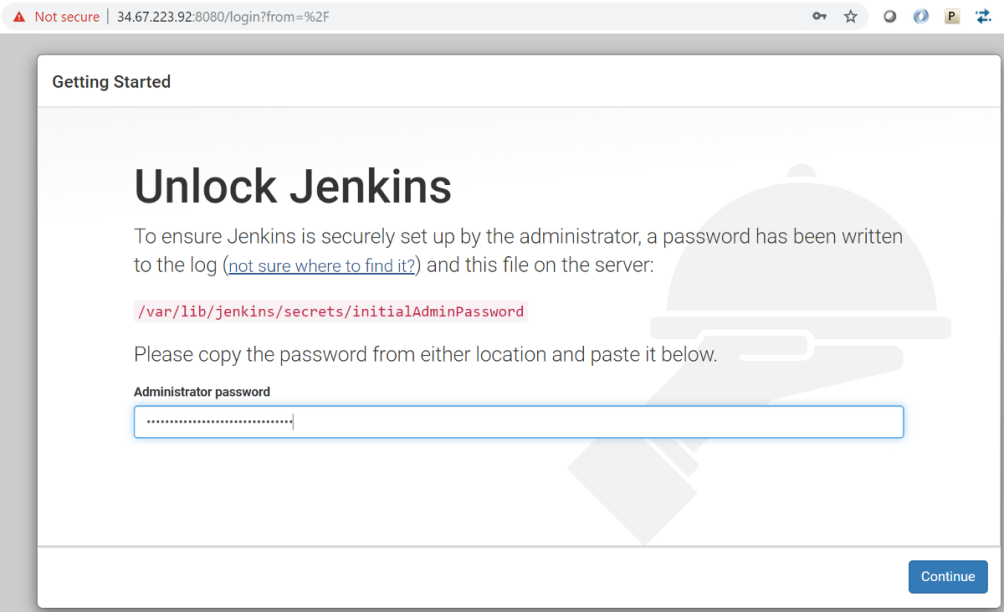 Not secure | 34.67.223.92:8080/login?from=%2F
P
Getting Started
Unlock Jenkins
To ensure Jenkins is securely set up by the administrator, a password has been written
to the log (not sure where to find it?) and this file on the server:
/var/lib/jenkins/secrets/initialAdminPassword
Please copy the password from either location and paste it below.
Administrator password
Continue